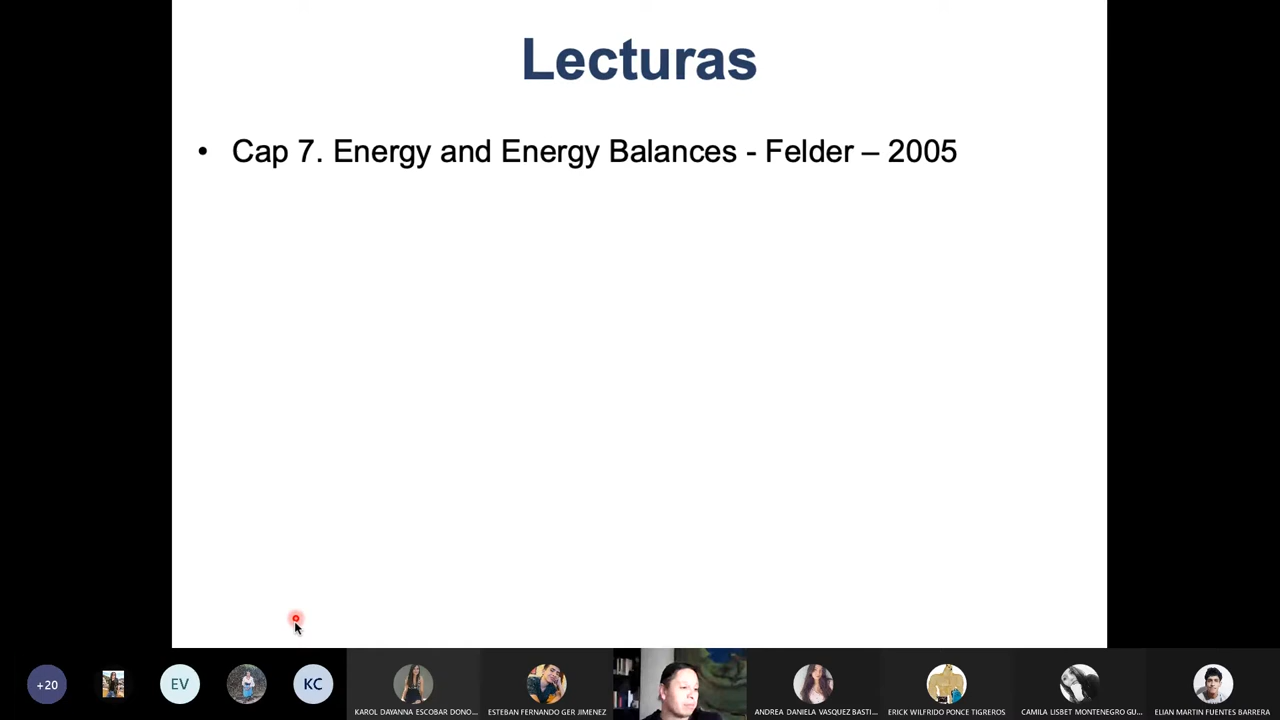 Lecturas
• Cap 7. Energy and Energy Balances - Felder – 2005
+20
EV
KC
KAROL DAYANNA ESCOBAR DONO...
ESTEBAN FERNANDO GER JIMENEZ
ANDREA DANIELA VASQUEZ BASTI...
ERICK WILFRIDO PONCE TIGREROS
CAMILA LISBET MONTENEGRO GU...
ELIAN MARTIN FUENTES BARRERA